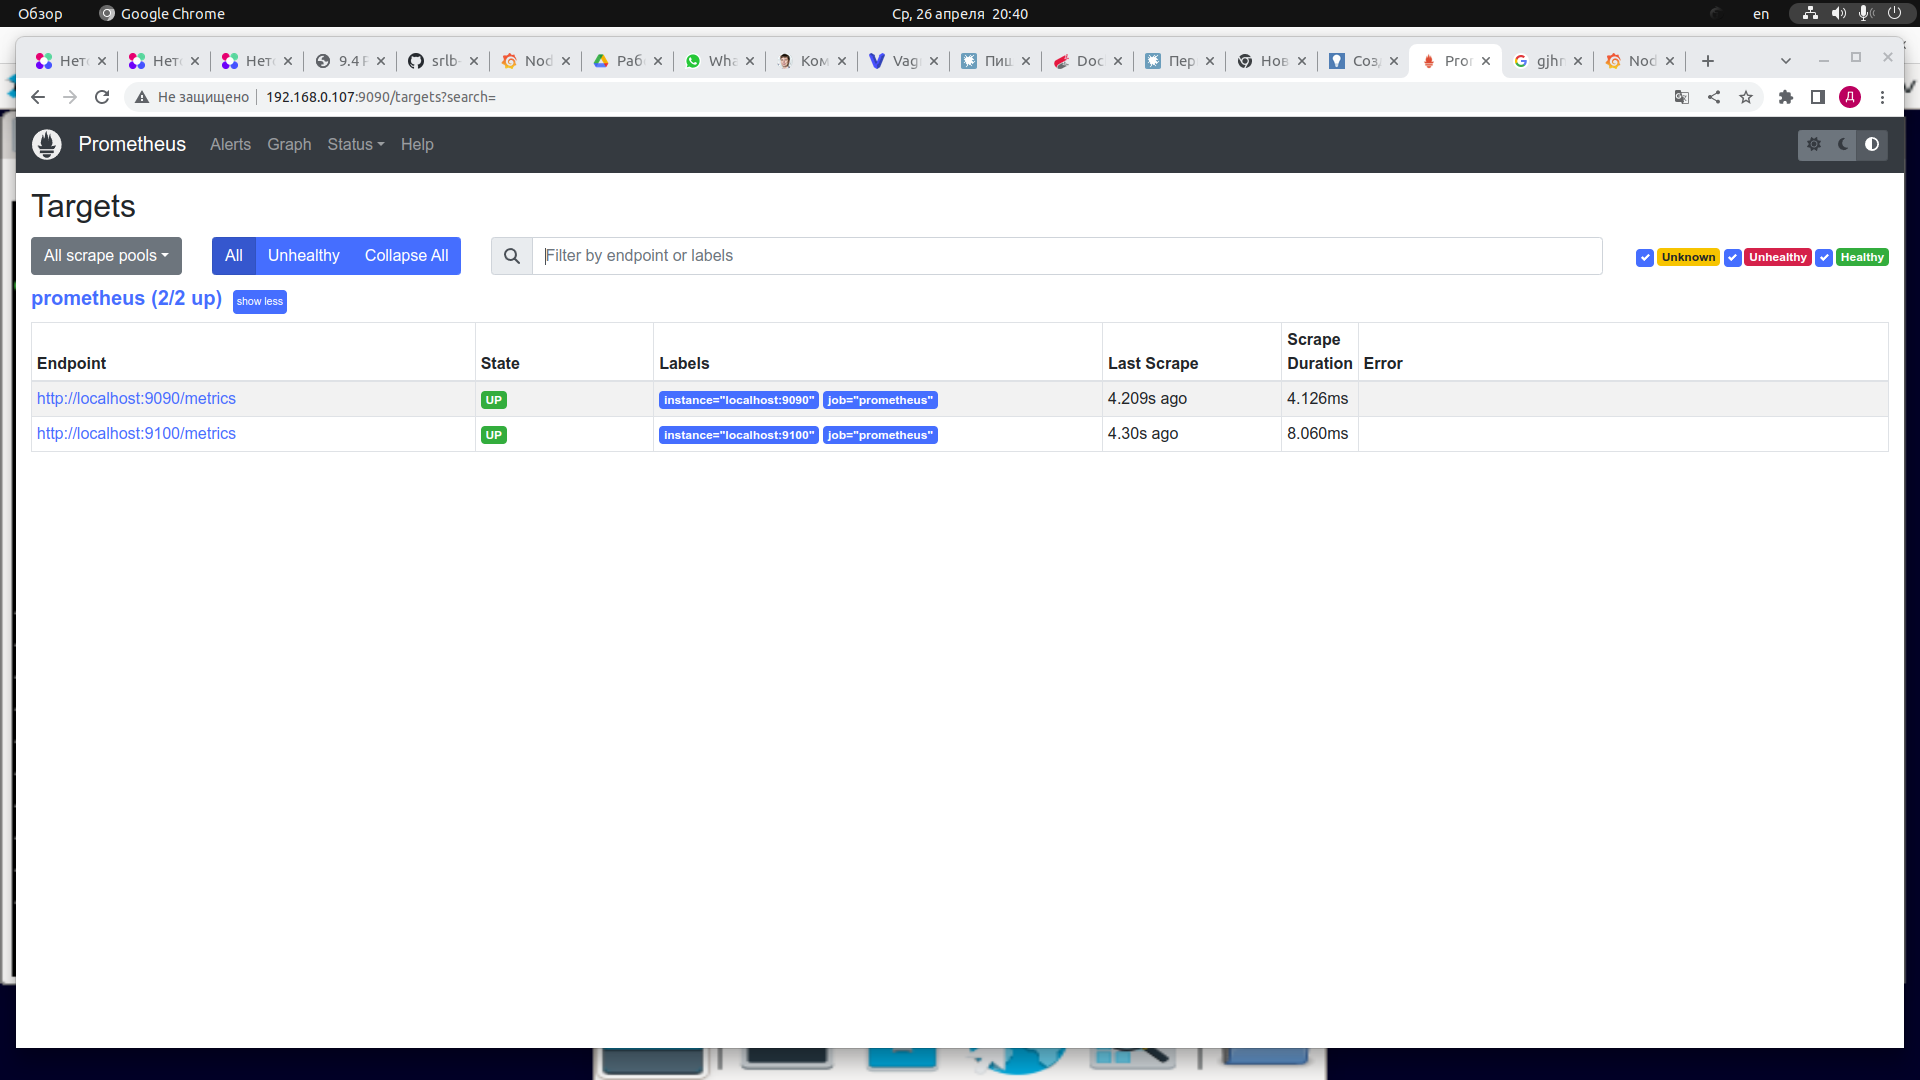 Обзор Google Chrome Ср, 26 апреля 20:40 en
Нето Нето Нето 9.4 F srlb- Nod Раб Wha Ком Vag Пиш Doc Пер Нов Соз Pror gjhr Nod
Не защищено 192.168.0.107:9090/targets?search= Д
Prometheus Alerts Graph Status Help
Targets
All scrape pools All Unhealthy Collapse All Filter by endpoint or labels Unknown Unhealthy Healthy
prometheus (2/2 up) show less
Endpoint State Labels Last Scrape Scrape Duration Error
http://localhost:9090/metrics UP instance="localhost:9090" job="prometheus" 4.209s ago 4.126ms
http://localhost:9100/metrics UP instance="localhost:9100" job="prometheus" 4.30s ago 8.060ms